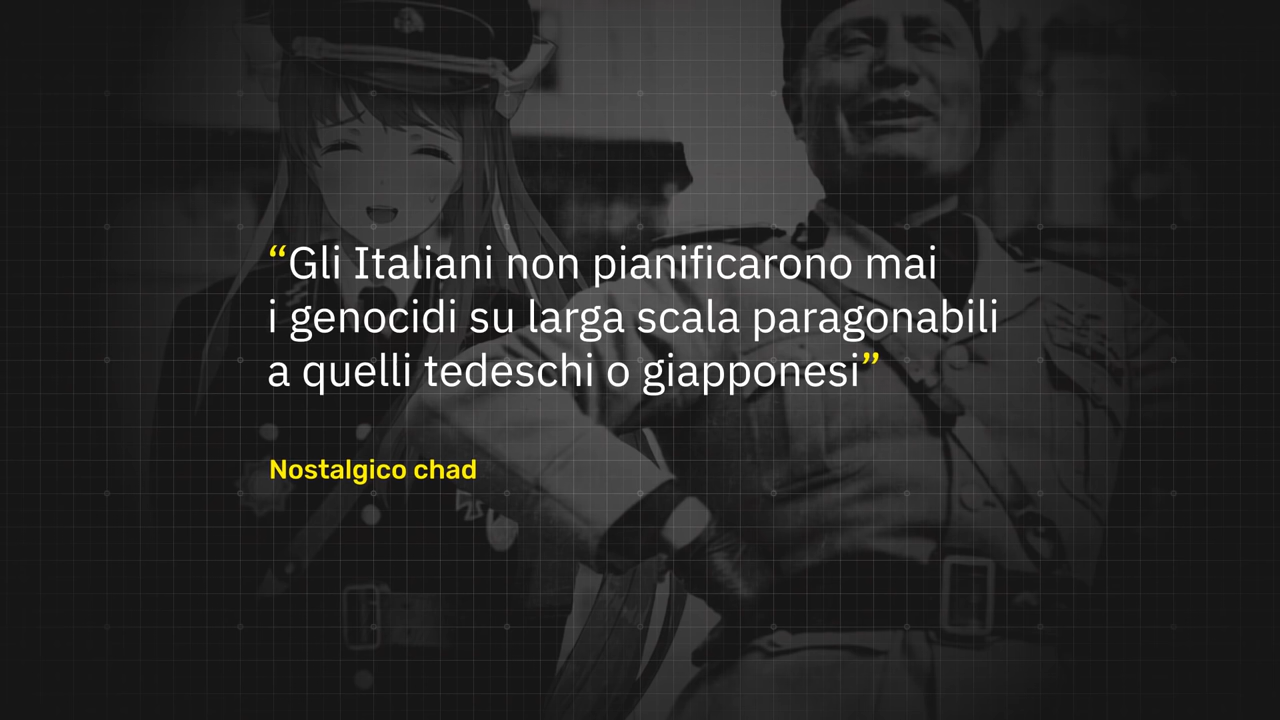 “Gli Italiani non pianificarono mai
i genocidi su larga scala paragonabili
a quelli tedeschi o giapponesi”
Nostalgico chad